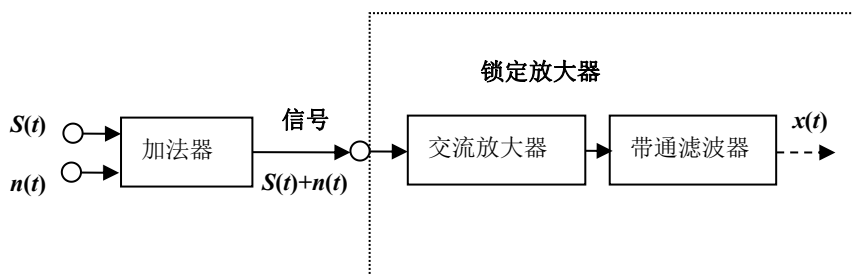 锁定放大器
S(t)
n(t)
加法器
信号
S(t)+n(t)
交流放大器
带通滤波器
x(t)